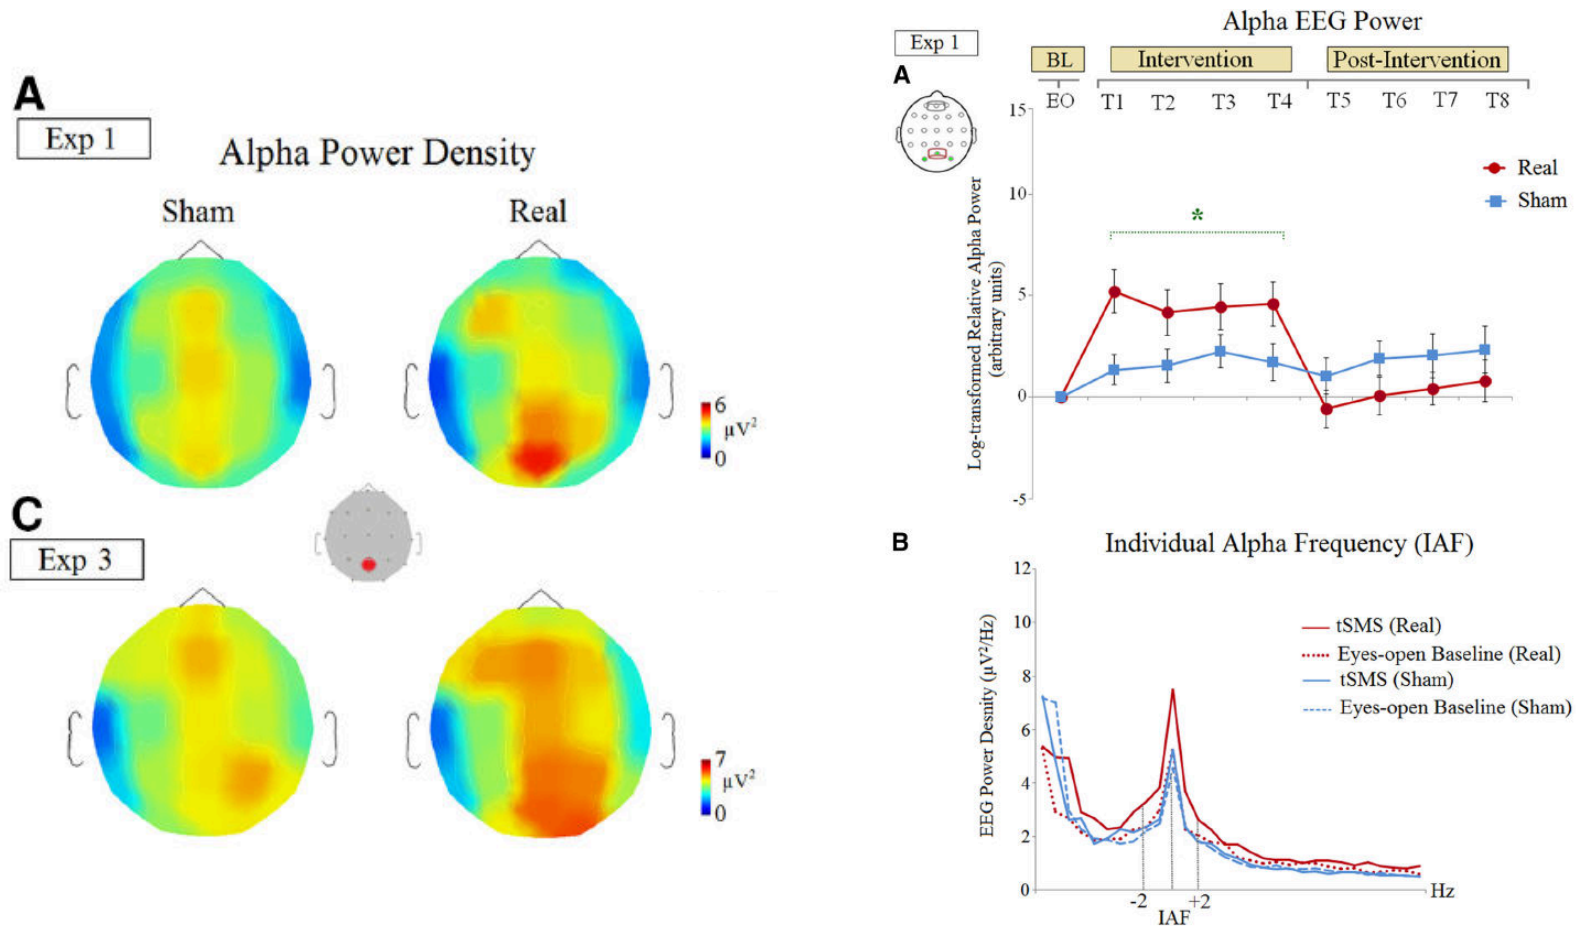 A
Exp 1
Alpha Power Density
Sham
Real
6
µV²
0
C
Exp 3
7
µV²
0
Alpha EEG Power
Exp 1
A
BL
Intervention
Post-Intervention
EO
T1
T2
T3
T4
T5
T6
T7
T8
15
10
5
0
-5
Log-transformed Relative Alpha Power
(arbitrary units)
*
Real
Sham
B
Individual Alpha Frequency (IAF)
12
10
8
6
4
2
0
EEG Power Desnity (µV²/Hz)
tSMS (Real)
Eyes-open Baseline (Real)
tSMS (Sham)
Eyes-open Baseline (Sham)
-2
+2
IAF
Hz